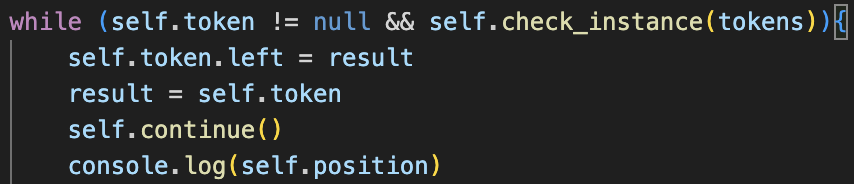 while (self.token != null && self.check_instance(tokens)){
    self.token.left = result
    result = self.token
    self.continue()
    console.log(self.position)